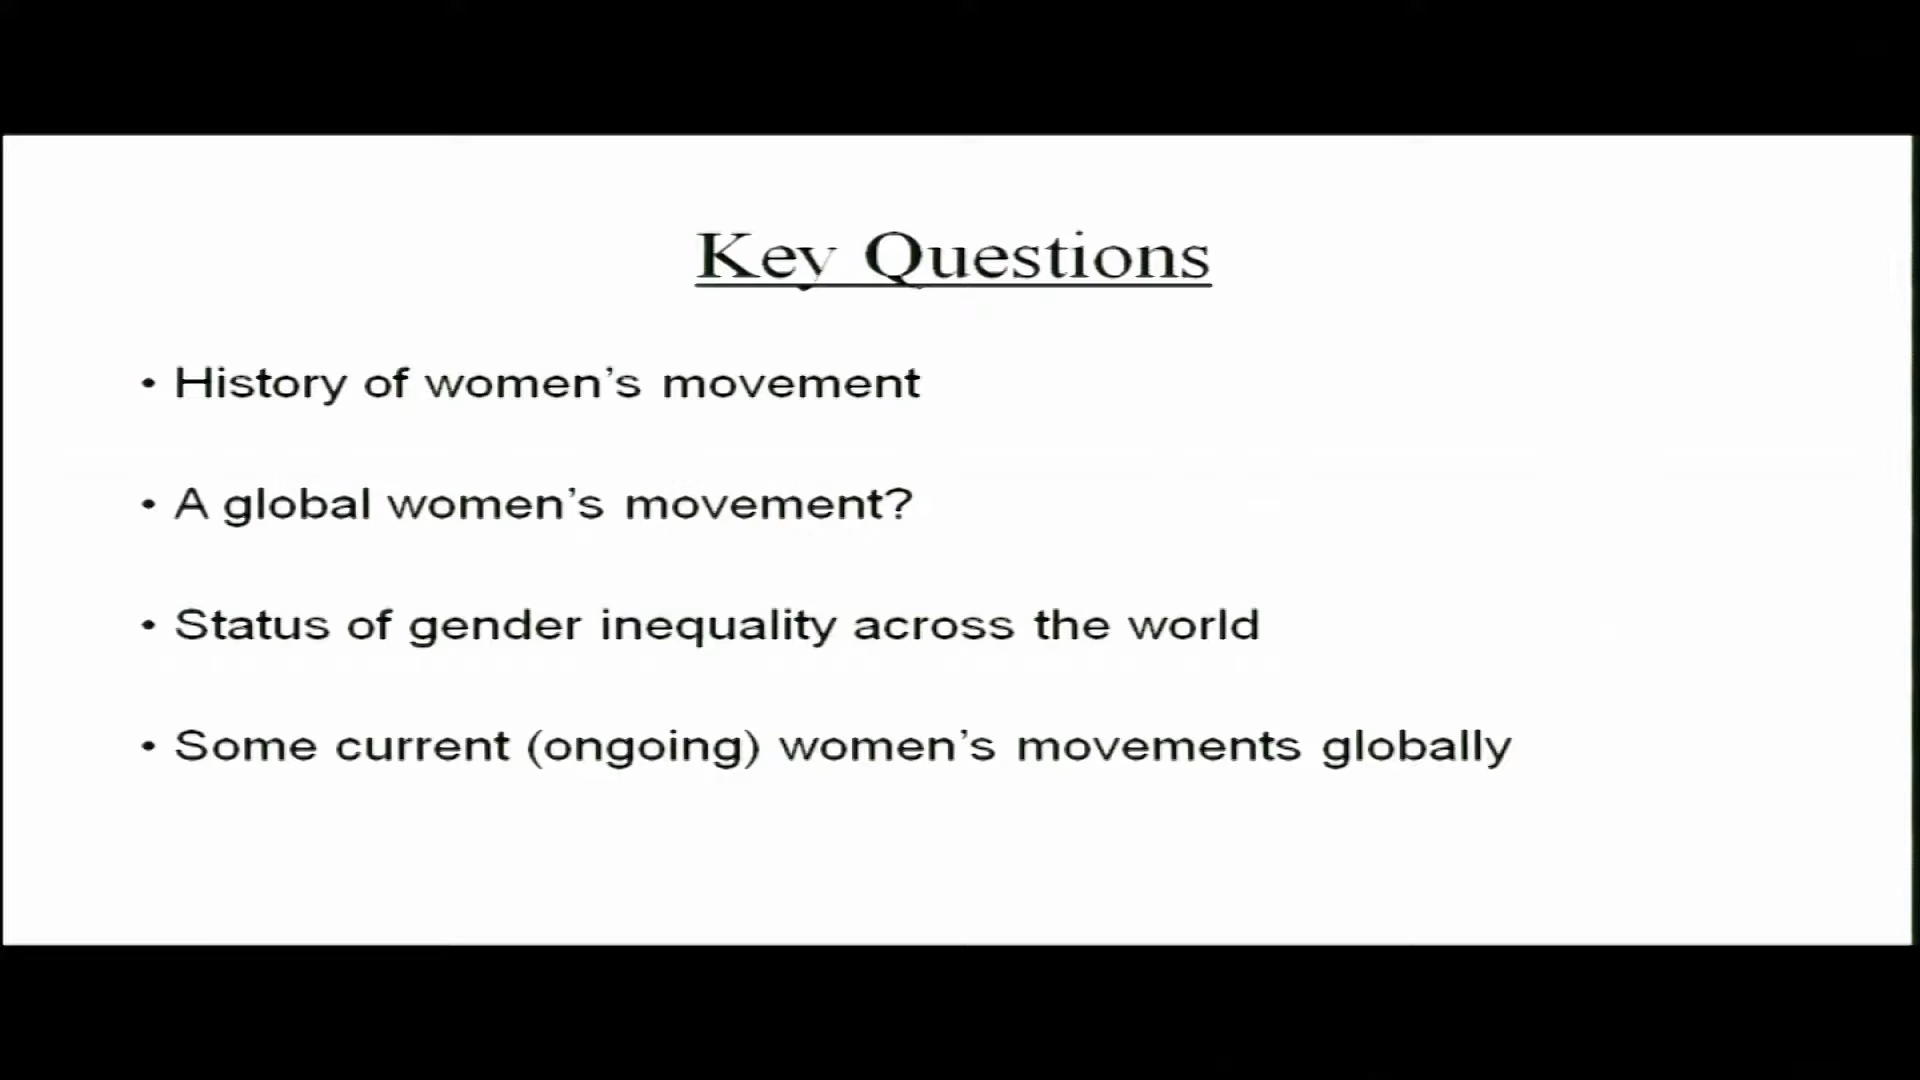 Key Questions
• History of women's movement
• A global women's movement?
• Status of gender inequality across the world
• Some current (ongoing) women's movements globally